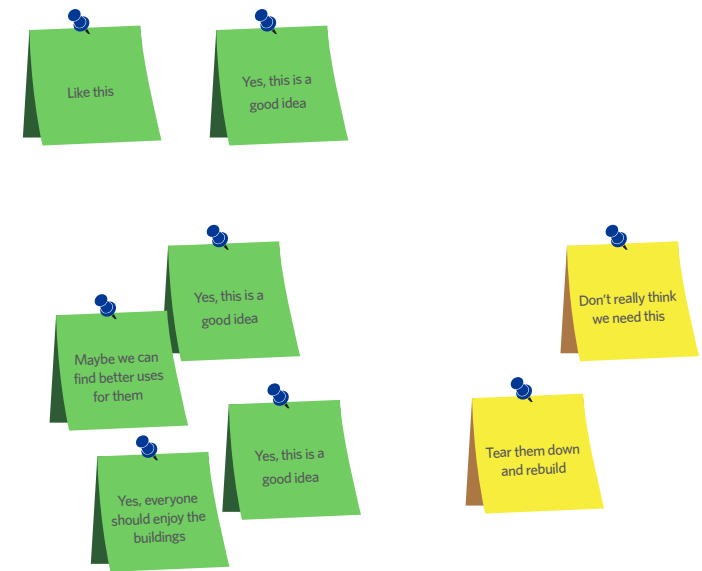 Like this
Yes, this is a
good idea
Yes, this is a
good idea
Don't really think
we need this
Maybe we can
find better uses
for them
Yes, this is a
good idea
Tear them down
and rebuild
Yes, everyone
should enjoy the
buildings